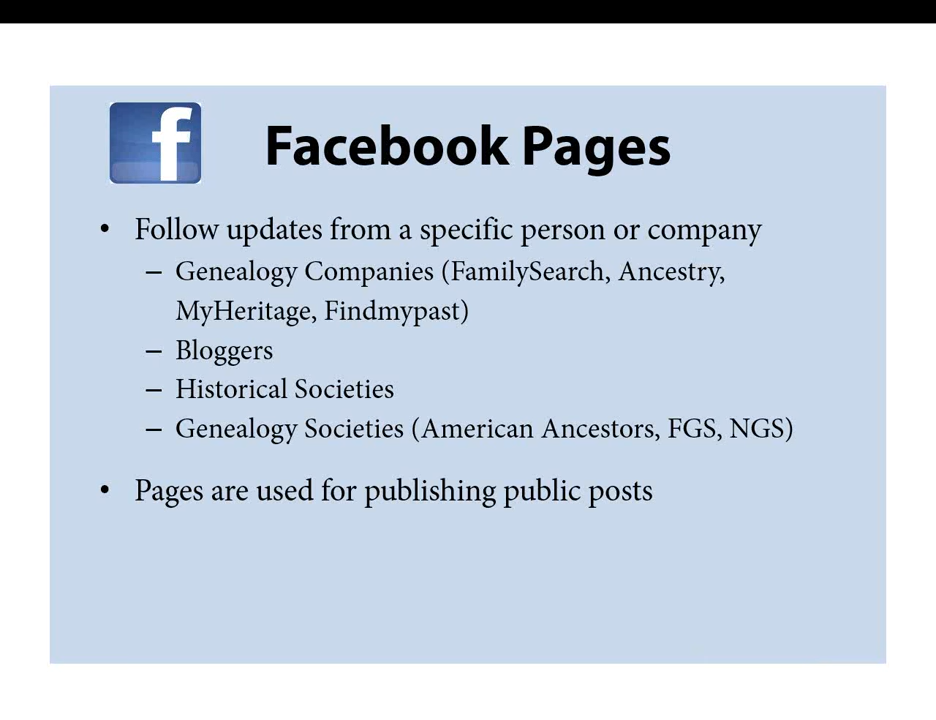 f
Facebook Pages
• Follow updates from a specific person or company
– Genealogy Companies (FamilySearch, Ancestry,
MyHeritage, Findmypast)
– Bloggers
– Historical Societies
– Genealogy Societies (American Ancestors, FGS, NGS)
• Pages are used for publishing public posts